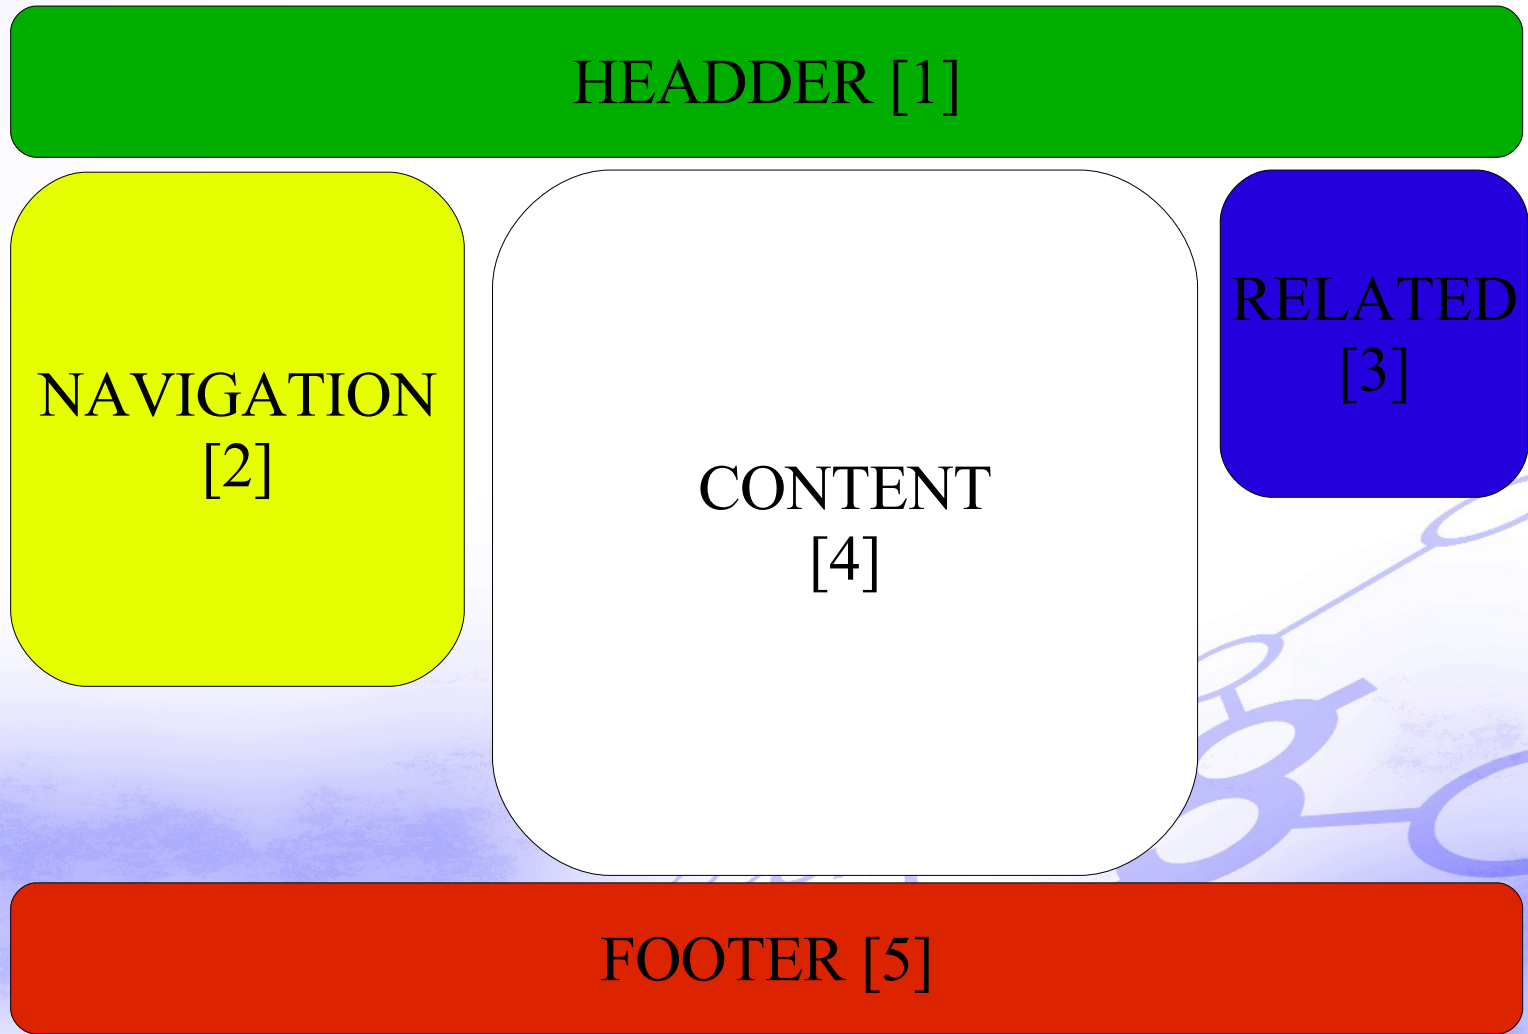 HEADDER [1]
NAVIGATION
[2]
RELATED
[3]
CONTENT
[4]
FOOTER [5]